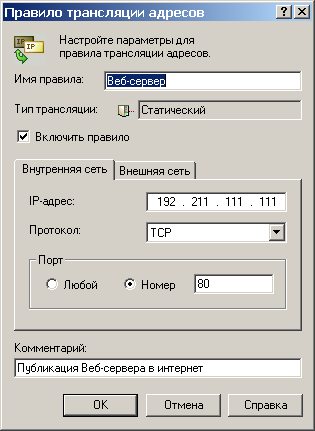 Правило трансляции адресов
IP
IP
Настройте параметры для
правила трансляции адресов.
Имя правила: Веб-сервер
Тип трансляции: Статический
Включить правило
Внутренняя сеть Внешняя сеть
IP-адрес: 192 . 211 . 111 . 111
Протокол: TCP
Порт
Любой Номер 80
Комментарий:
Публикация Веб-сервера в интернет
OK Отмена Справка